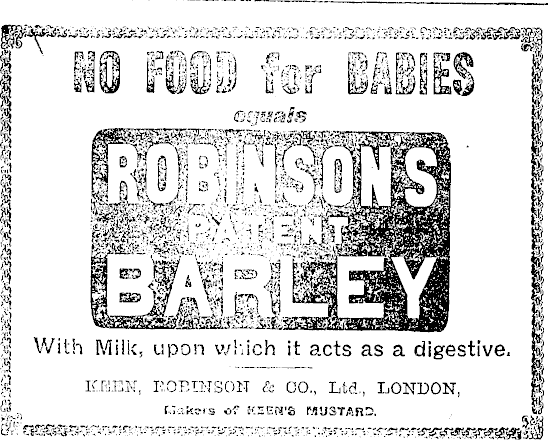 NO FOOD for BABIES
equals
ROBINSON'S
PATENT
BARLEY
With Milk, upon which it acts as a digestive.
KEEN, ROBINSON & CO., Ltd., LONDON,
Makers of KEEN'S MUSTARD.